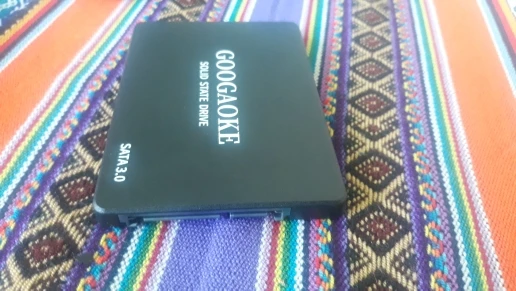 GOOGAOKE
SOLID STATE DRIVE
SATA 3.0